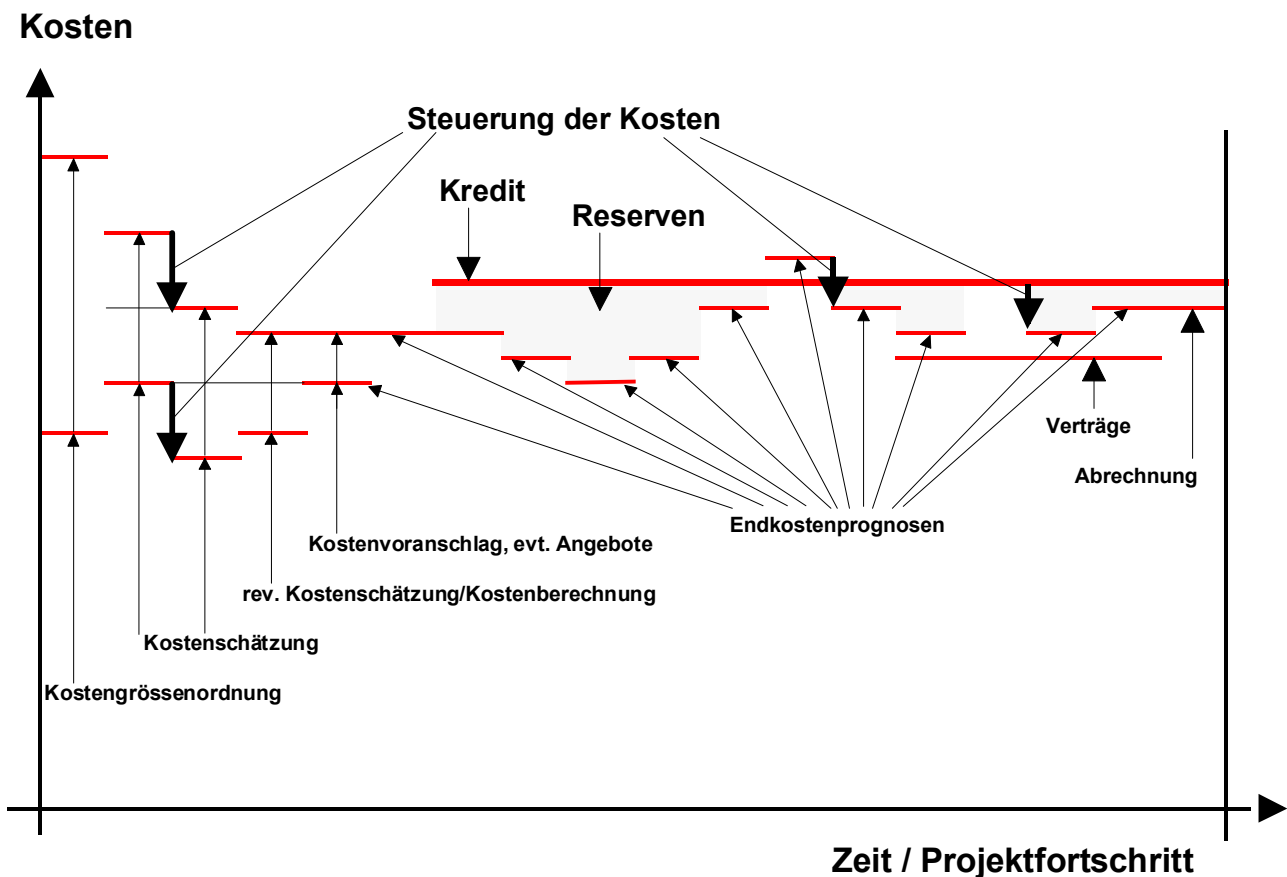 Kosten
Steuerung der Kosten
Kredit
Reserven
Verträge
Abrechnung
Endkostenprognosen
Kostenvoranschlag, evt. Angebote
rev. Kostenschätzung/Kostenberechnung
Kostenschätzung
Kostengrössenordnung
Zeit / Projektfortschritt